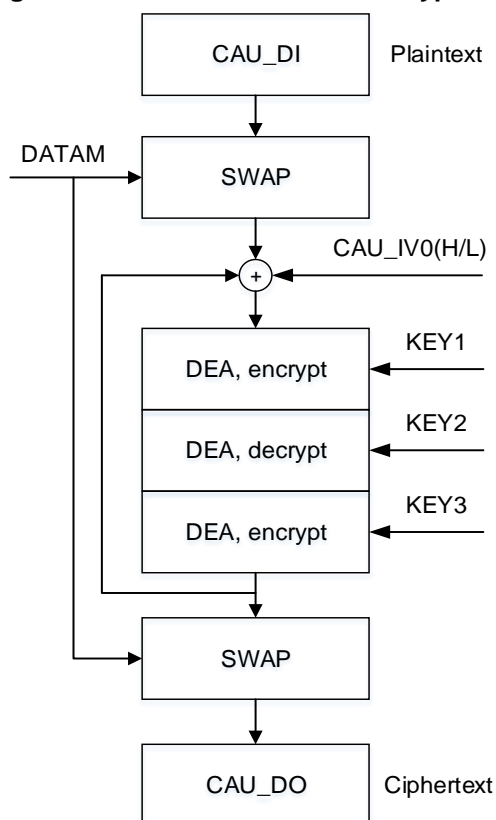 CAU_DI Plaintext
DATAM
SWAP
CAU_IV0(H/L)
+
KEY1
DEA, encrypt
KEY2
DEA, decrypt
KEY3
DEA, encrypt
SWAP
CAU_DO Ciphertext